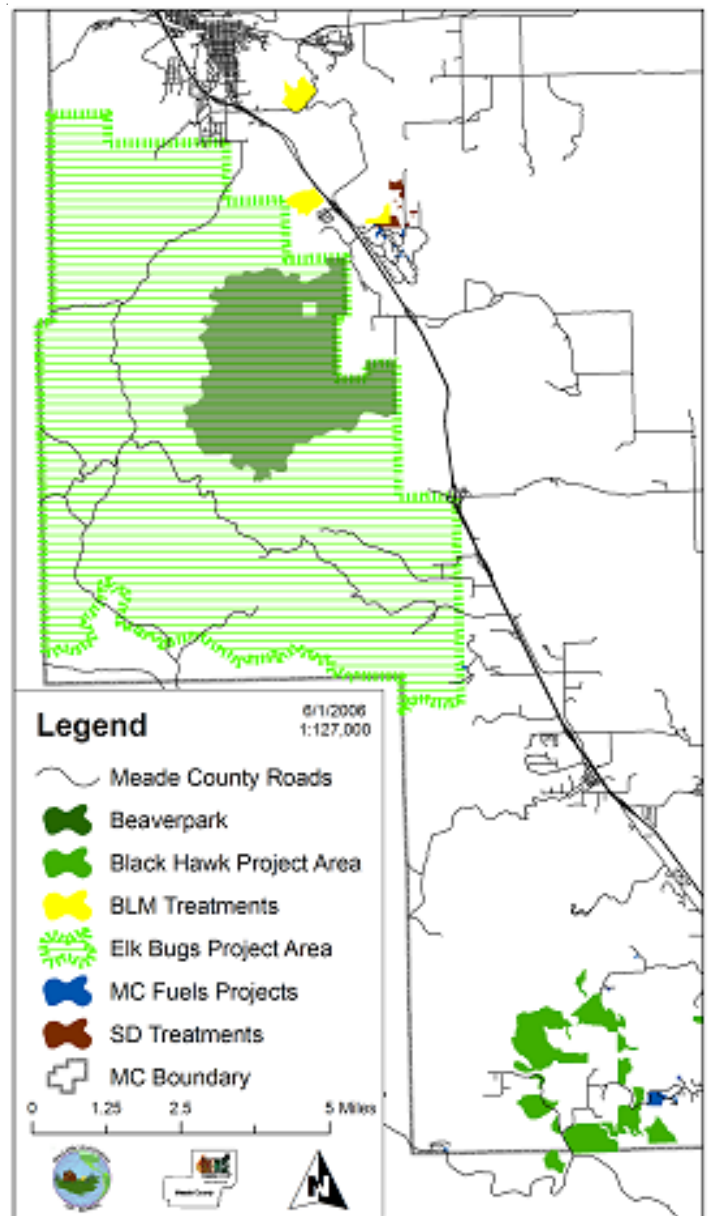 Legend
6/1/2006
1:127,000
Meade County Roads
Beaverpark
Black Hawk Project Area
BLM Treatments
Elk Bugs Project Area
MC Fuels Projects
SD Treatments
MC Boundary
0 1.25 2.5 5 Miles
N